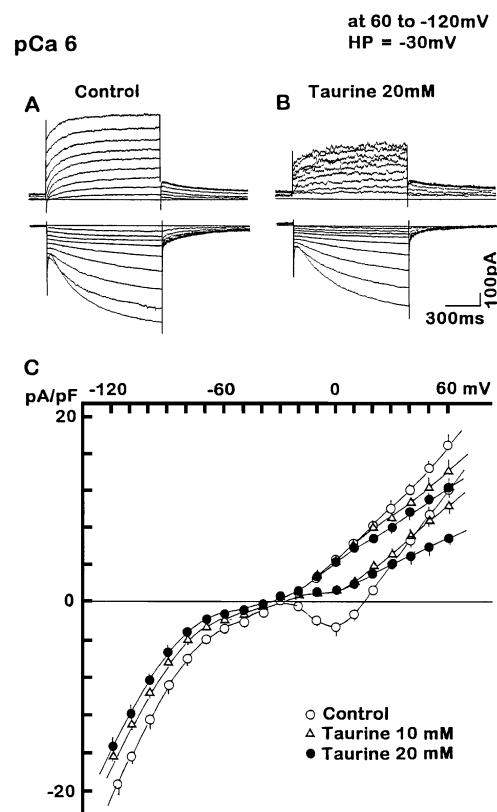 at 60 to -120mV
pCa 6
HP = -30mV
A
Control
B
Taurine 20mM
100pA
300ms
C
pA/pF
-120
-60
0
60 mV
20
0
-20
Control
Taurine 10 mM
Taurine 20 mM